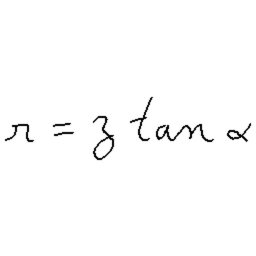 r = z tan α